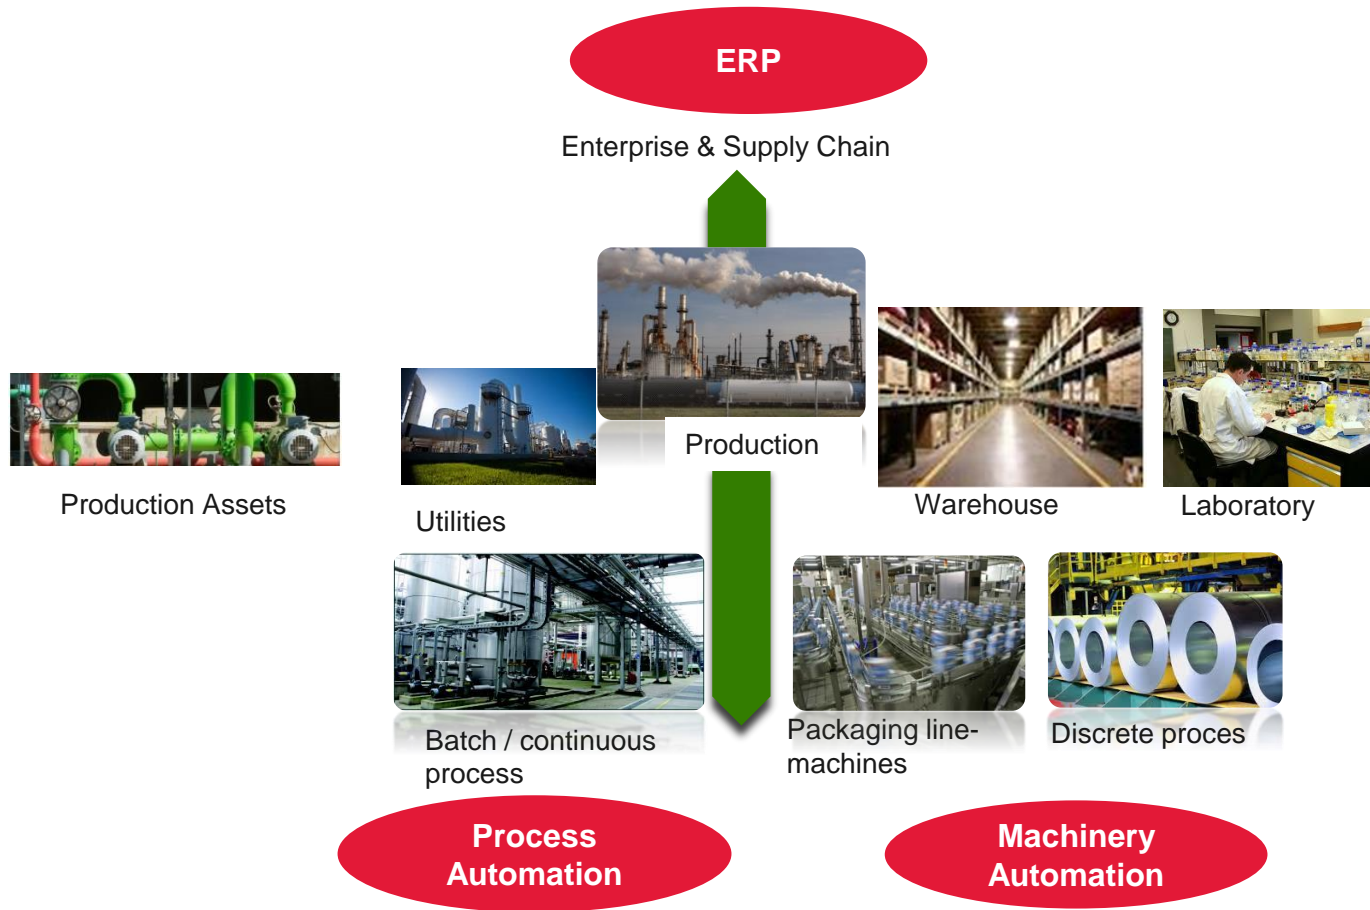 ERP
Enterprise & Supply Chain
Production
Production Assets
Utilities
Warehouse
Laboratory
Batch / continuous
process
Packaging line-
machines
Discrete proces
Process
Automation
Machinery
Automation